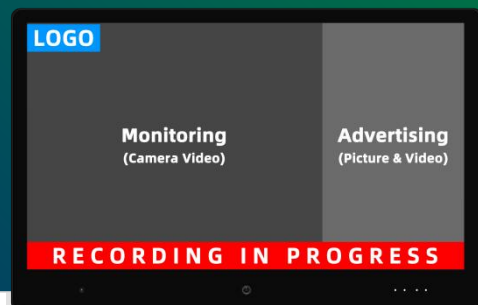 LOGO
Monitoring
(Camera Video)
Advertising
(Picture & Video)
RECORDING IN PROGRESS